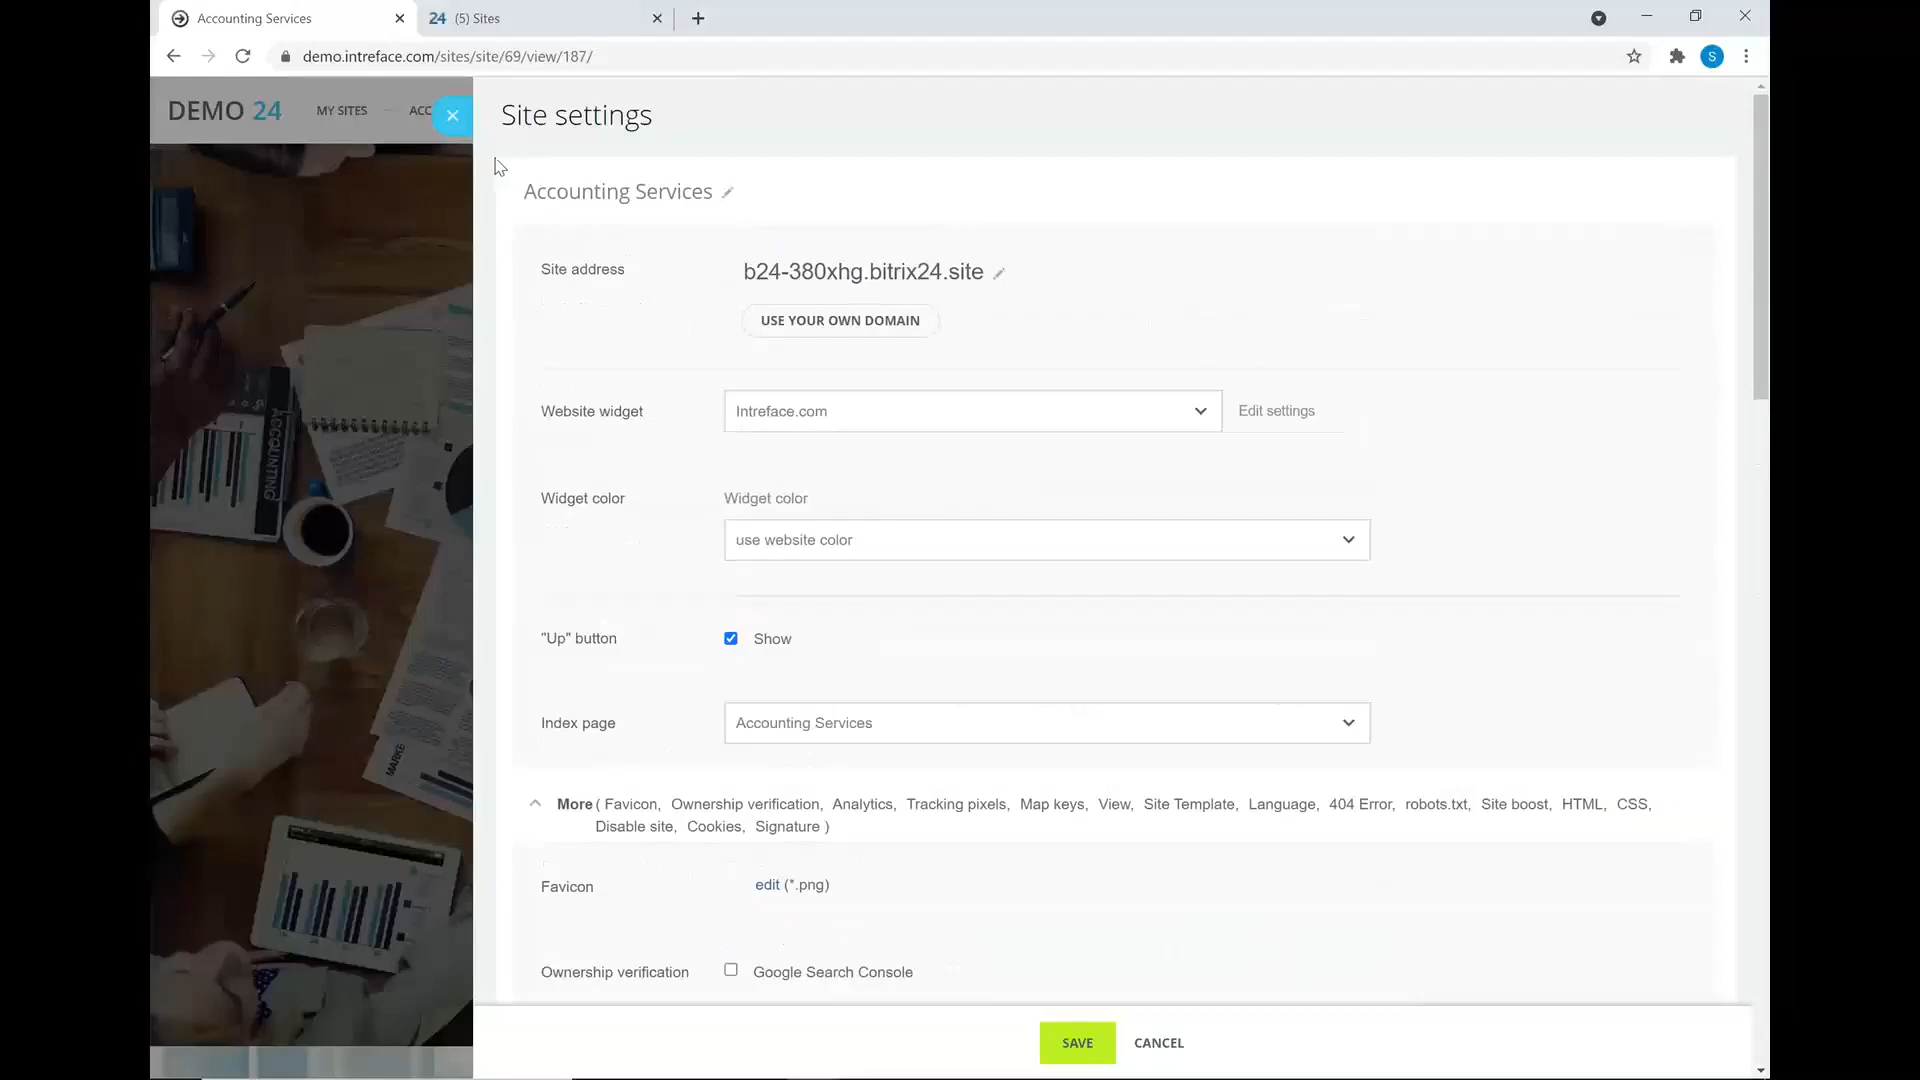 Accounting Services
24 (5) Sites
demo.intreface.com/sites/site/69/view/187/
S
DEMO 24
MY SITES
ACC
Site settings
Accounting Services
Site address
b24-380xhg.bitrix24.site
USE YOUR OWN DOMAIN
Website widget
Intreface.com
Edit settings
Widget color
Widget color
use website color
"Up" button
Show
Index page
Accounting Services
More ( Favicon, Ownership verification, Analytics, Tracking pixels, Map keys, View, Site Template, Language, 404 Error, robots.txt, Site boost, HTML, CSS,
Disable site, Cookies, Signature )
Favicon
edit (*.png)
Ownership verification
Google Search Console
SAVE
CANCEL
ACCOUNTING
MARKE